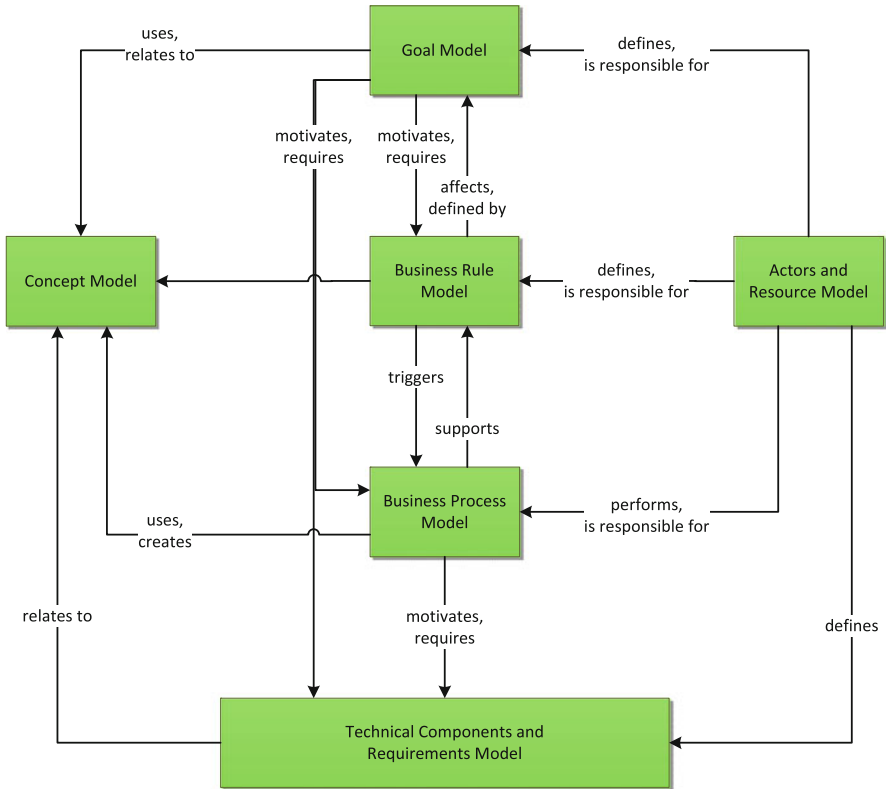 uses,
relates to
Goal Model
defines,
is responsible for
motivates,
requires
motivates,
requires
affects,
defined by
Concept Model
Business Rule
Model
defines,
is responsible for
Actors and
Resource Model
triggers
supports
Business Process
Model
performs,
is responsible for
uses,
creates
relates to
motivates,
requires
defines
Technical Components and
Requirements Model